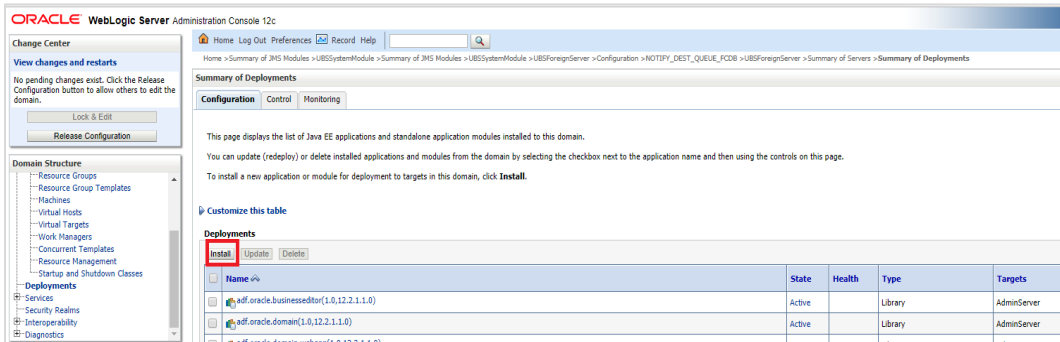 ORACLE WebLogic Server Administration Console 12c
Change Center
View changes and restarts
No pending changes exist. Click the Release
Configuration button to allow others to edit the
domain.
Lock & Edit
Release Configuration
Domain Structure
Resource Groups
Resource Group Templates
Machines
Virtual Hosts
Virtual Targets
Work Managers
Concurrent Templates
Resource Management
Startup and Shutdown Classes
Deployments
Services
Security Realms
Interoperability
Diagnostics
Home Log Out Preferences Record Help
Home >Summary of JMS Modules >UBSSystemModule >Summary of JMS Modules >UBSSystemModule >UBSForeignServer >Configuration >NOTIFY_DEST_QUEUE_FCDB >UBSForeignServer >Summary of Servers >Summary of Deployments
Summary of Deployments
Configuration Control Monitoring
This page displays the list of Java EE applications and standalone application modules installed to this domain.
You can update (redeploy) or delete installed applications and modules from the domain by selecting the checkbox next to the application name and then using the controls on this page.
To install a new application or module for deployment to targets in this domain, click Install.
Customize this table
Deployments
Install Update Delete
Name State Health Type Targets
adf.oracle.businesseditor(1.0,12.2.1.1.0) Active Library AdminServer
adf.oracle.domain(1.0,12.2.1.1.0) Active Library AdminServer